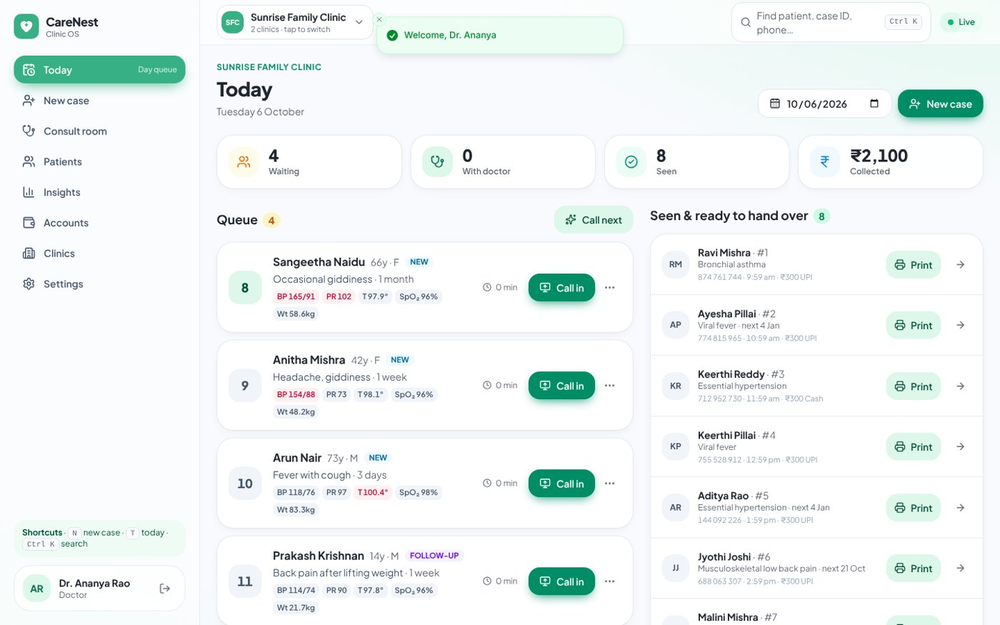 CareNest
Clinic OS
Today
Day queue
New case
Consult room
Patients
Insights
Accounts
Clinics
Settings
Shortcuts · N new case · T today ·
Ctrl K search
AR
Dr. Ananya Rao
Doctor
SFC
Sunrise Family Clinic
2 clinics · tap to switch
Welcome, Dr. Ananya
Find patient, case ID,
phone...
Ctrl K
Live
SUNRISE FAMILY CLINIC
Today
Tuesday 6 October
10/06/2026
New case
4
Waiting
0
With doctor
8
Seen
₹2,100
Collected
Queue 4
Call next
8
Sangeetha Naidu 66y · F NEW
Occasional giddiness · 1 month
BP 165/91 PR 102 T 97.9° SpO₂ 96%
Wt 58.6kg
0 min
Call in
9
Anitha Mishra 42y · F NEW
Headache, giddiness · 1 week
BP 154/88 PR 73 T 98.1° SpO₂ 96%
Wt 48.2kg
0 min
Call in
10
Arun Nair 73y · M NEW
Fever with cough · 3 days
BP 118/76 PR 97 T 100.4° SpO₂ 98%
Wt 83.3kg
0 min
Call in
11
Prakash Krishnan 14y · M FOLLOW-UP
Back pain after lifting weight · 1 week
BP 114/74 PR 90 T 97.8° SpO₂ 96%
Wt 21.7kg
0 min
Call in
Seen & ready to hand over 8
RM
Ravi Mishra · #1
Bronchial asthma
874 761 744 · 9:59 am · ₹300 UPI
Print
AP
Ayesha Pillai · #2
Viral fever · next 4 Jan
774 815 965 · 10:59 am · ₹300 UPI
Print
KR
Keerthi Reddy · #3
Essential hypertension
712 952 730 · 11:59 am · ₹300 Cash
Print
KP
Keerthi Pillai · #4
Viral fever
755 528 912 · 12:59 pm · ₹300 UPI
Print
AR
Aditya Rao · #5
Essential hypertension · next 4 Jan
144 092 226 · 1:59 pm · ₹300 UPI
Print
JJ
Jyothi Joshi · #6
Musculoskeletal low back pain · next 21 Oct
688 063 307 · 2:59 pm · ₹300 UPI
Print
Malini Mishra · #7